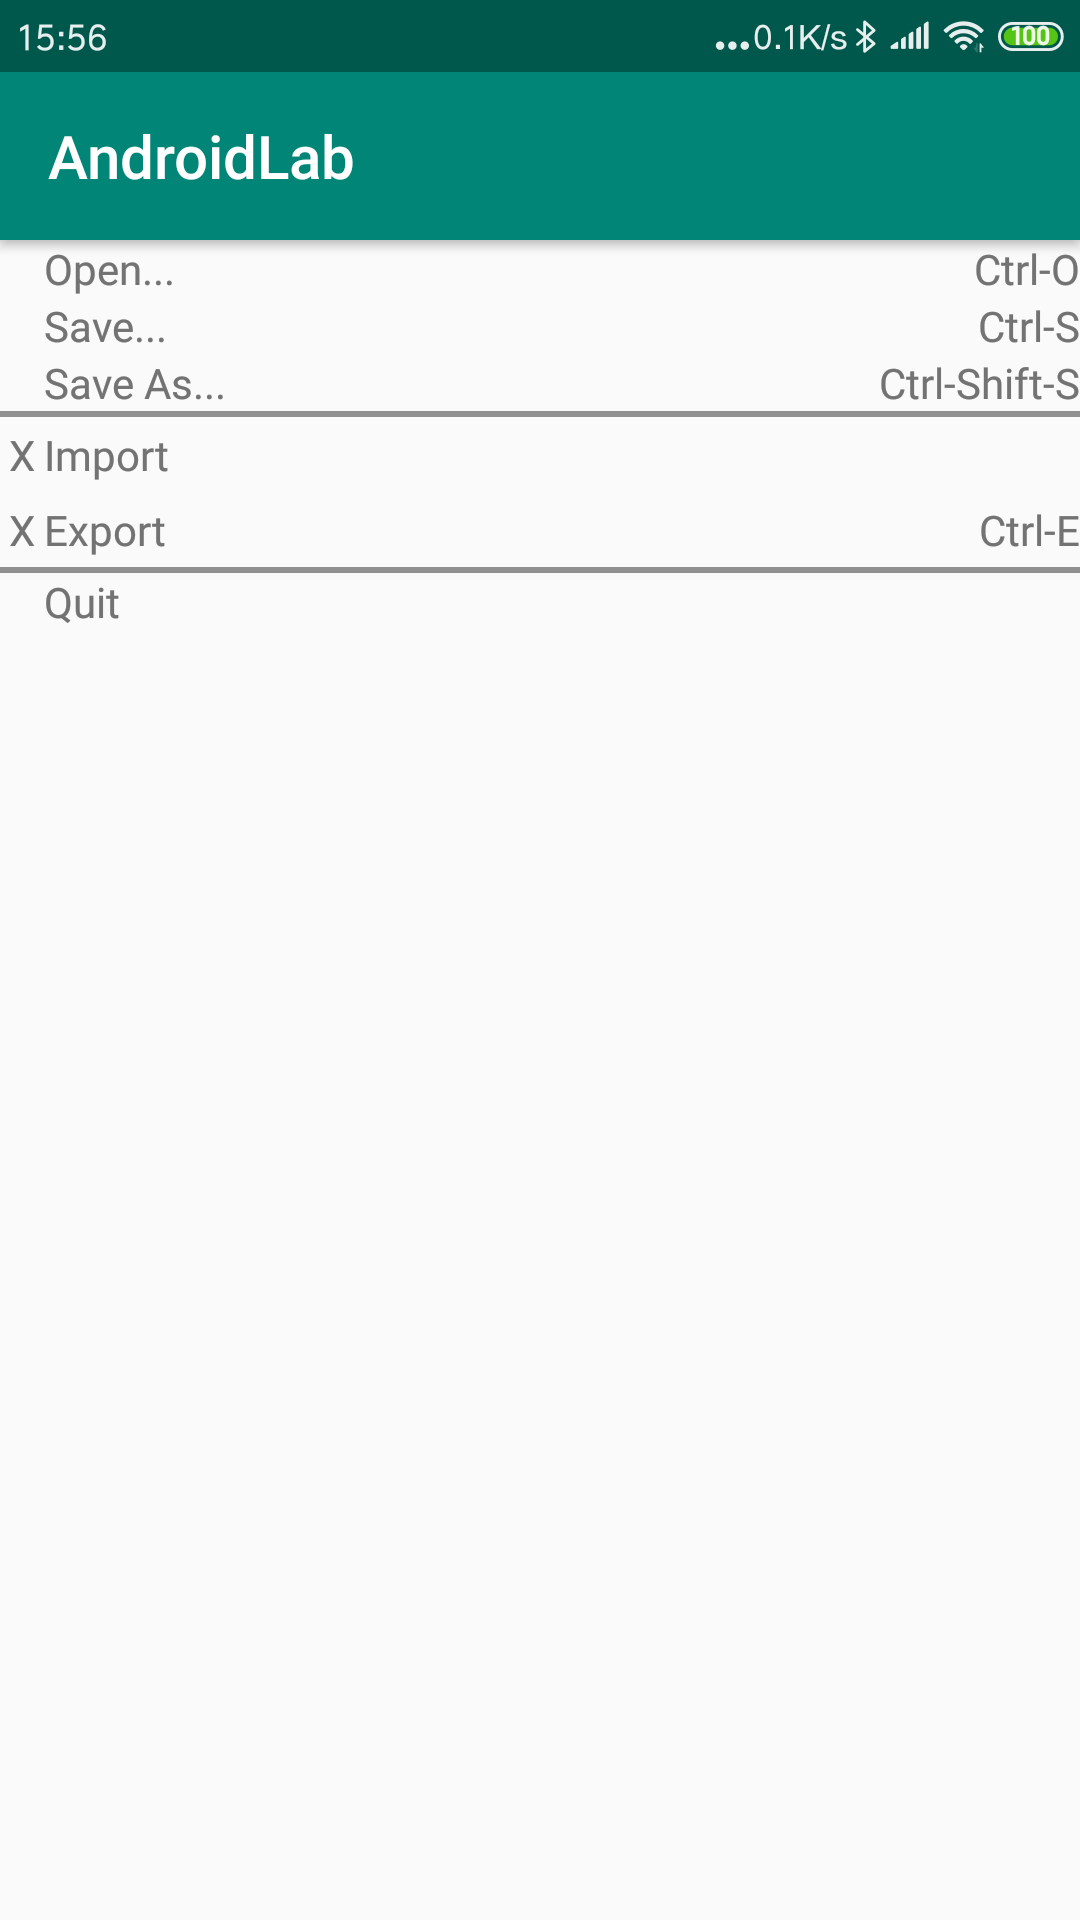 15:56 ...0.1K/s 100
AndroidLab
Open... Ctrl-O
Save... Ctrl-S
Save As... Ctrl-Shift-S
X Import
X Export Ctrl-E
Quit